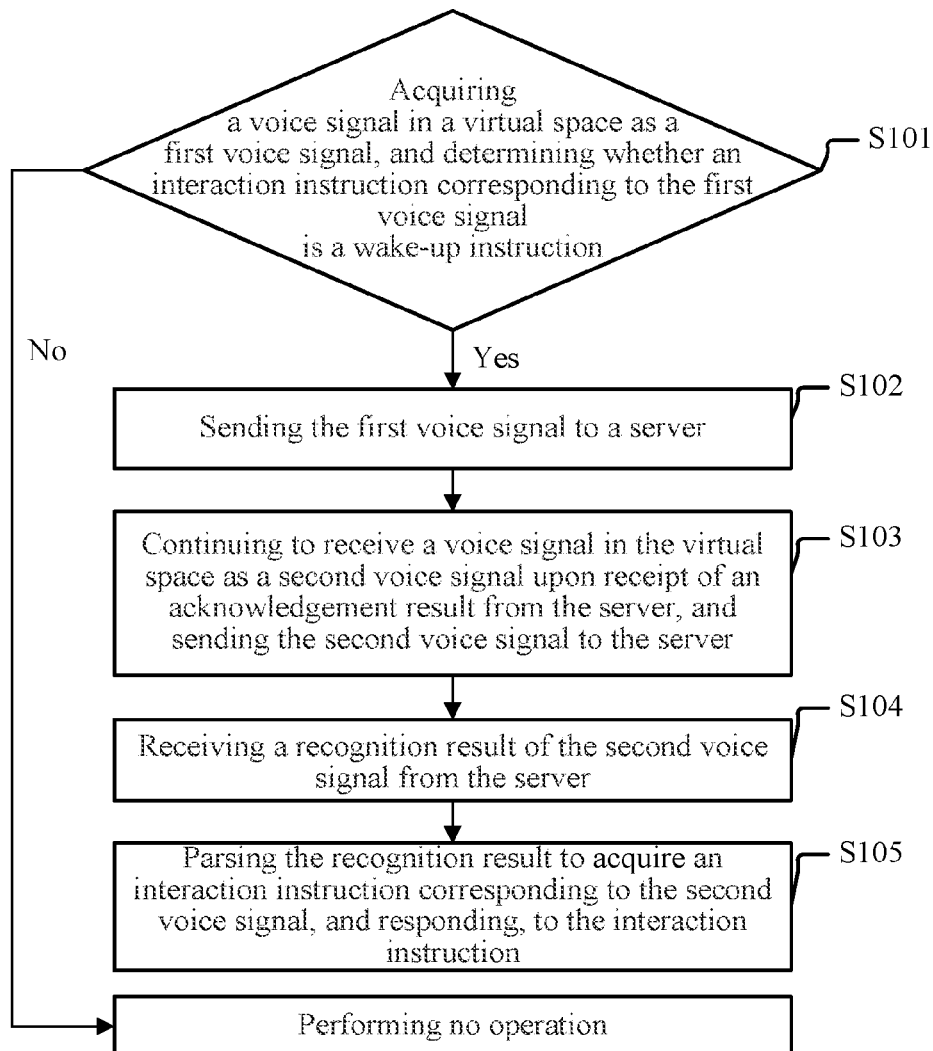 Acquiring
a voice signal in a virtual space as a
first voice signal, and determining whether an
interaction instruction corresponding to the first
voice signal
is a wake-up instruction
S101
No
Yes
S102
Sending the first voice signal to a server
S103
Continuing to receive a voice signal in the virtual
space as a second voice signal upon receipt of an
acknowledgement result from the server, and
sending the second voice signal to the server
S104
Receiving a recognition result of the second voice
signal from the server
S105
Parsing the recognition result to acquire an
interaction instruction corresponding to the second
voice signal, and responding, to the interaction
instruction
Performing no operation